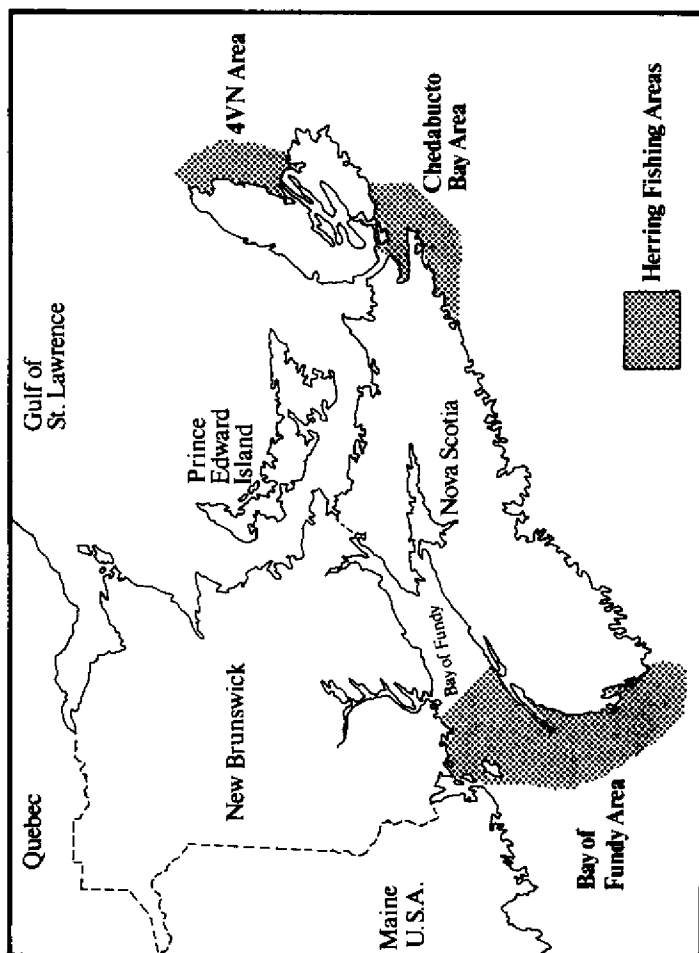 Quebec
Gulf of
St. Lawrence
4VN Area
Prince
Edward
Island
New Brunswick
Chedabucto
Bay Area
Maine
U.S.A.
Bay of Fundy
Nova Scotia
Bay of
Fundy Area
Herring Fishing Areas